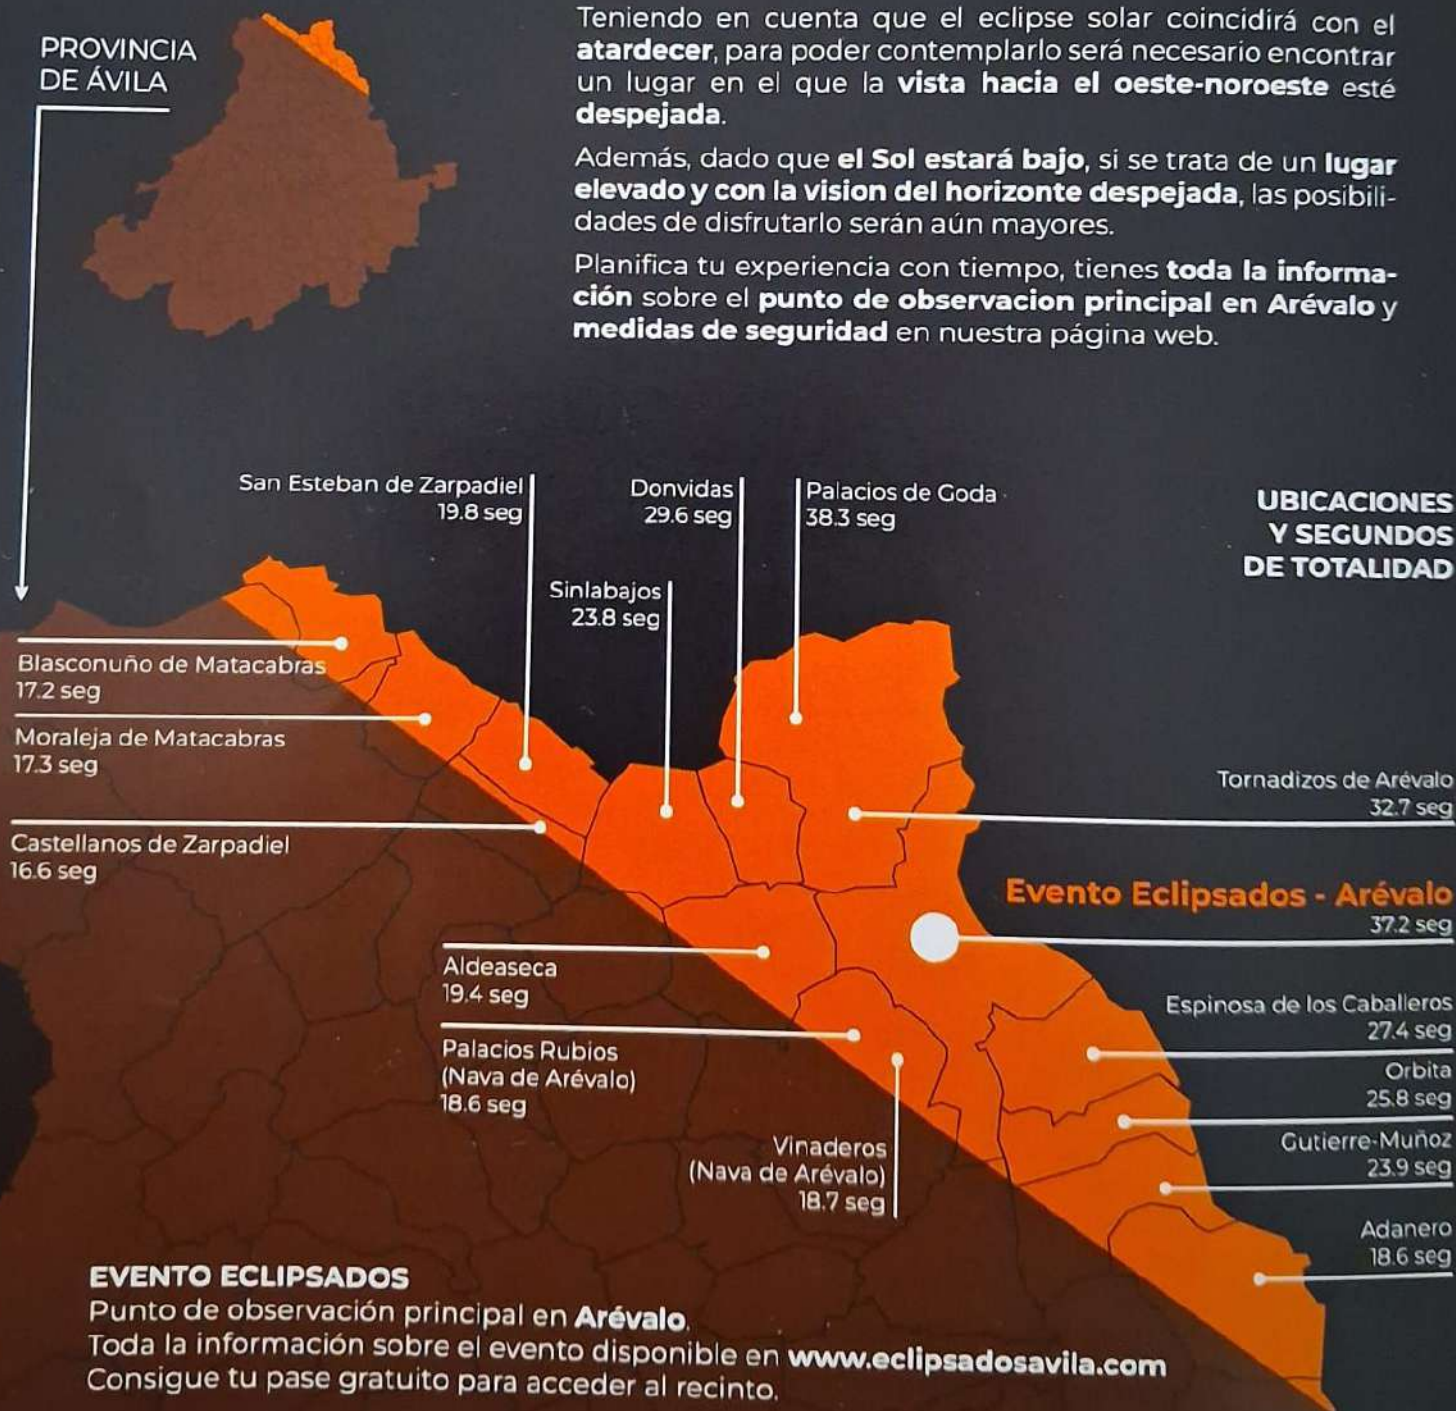 PROVINCIA
DE ÁVILA
Teniendo en cuenta que el eclipse solar coincidirá con el
atardecer, para poder contemplarlo será necesario encontrar
un lugar en el que la vista hacia el oeste-noroeste esté
despejada.
Además, dado que el Sol estará bajo, si se trata de un lugar
elevado y con la vision del horizonte despejada, las posibili-
dades de disfrutarlo serán aún mayores.
Planifica tu experiencia con tiempo, tienes toda la informa-
ción sobre el punto de observacion principal en Arévalo y
medidas de seguridad en nuestra página web.
UBICACIONES
Y SEGUNDOS
DE TOTALIDAD
San Esteban de Zarpadiel
19.8 seg
Donvidas
29.6 seg
Palacios de Goda
38.3 seg
Sinlabajos
23.8 seg
Blasconuño de Matacabras
17.2 seg
Moraleja de Matacabras
17.3 seg
Castellanos de Zarpadiel
16.6 seg
Tornadizos de Arévalo
32.7 seg
Evento Eclipsados - Arévalo
37.2 seg
Aldeaseca
19.4 seg
Palacios Rubios
(Nava de Arévalo)
18.6 seg
Vinaderos
(Nava de Arévalo)
18.7 seg
Espinosa de los Caballeros
27.4 seg
Orbita
25.8 seg
Gutierre-Muñoz
23.9 seg
Adanero
18.6 seg
EVENTO ECLIPSADOS
Punto de observación principal en Arévalo.
Toda la información sobre el evento disponible en www.eclipsadosavila.com
Consigue tu pase gratuito para acceder al recinto.